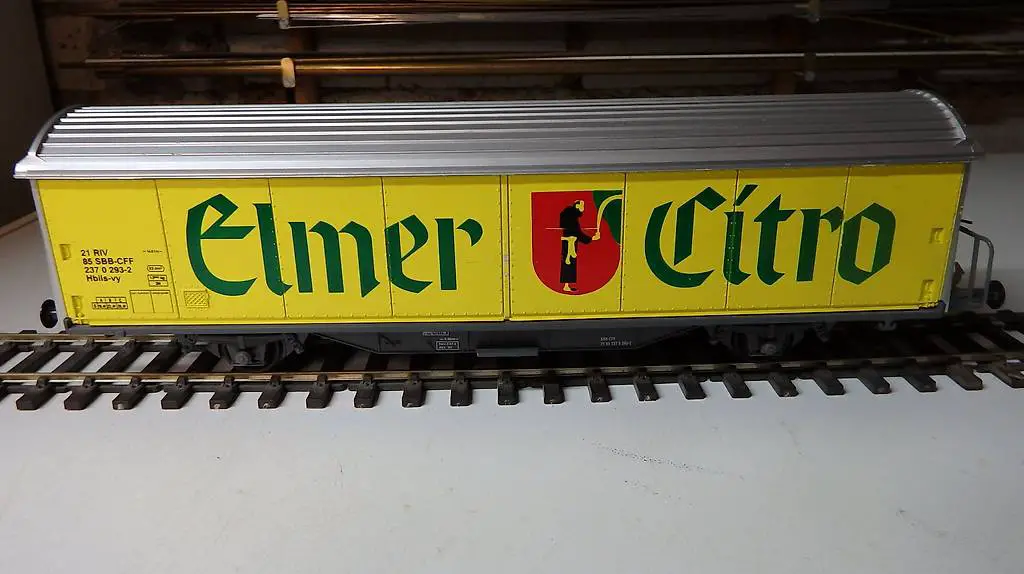 Elmer Citro
21 RIV
85 SBB-CFF
237 0 293-2
Hbils-vy